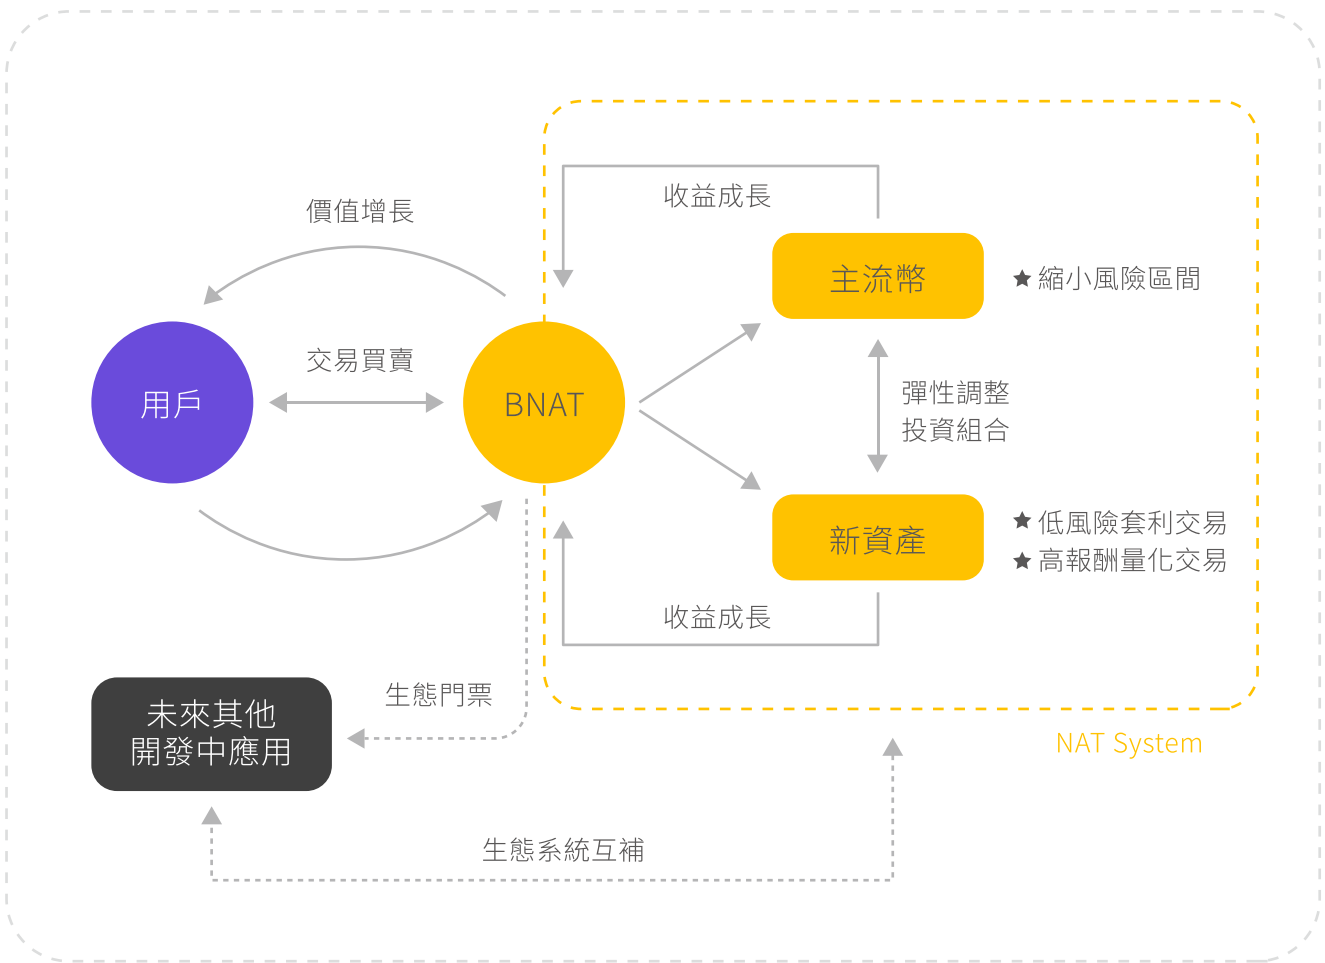 收益成長
價值增長
主流幣
★ 縮小風險區間
交易買賣
用戶
BNAT
彈性調整
投資組合
新資產
★ 低風險套利交易
★ 高報酬量化交易
收益成長
生態門票
未來其他
開發中應用
NAT System
生態系統互補